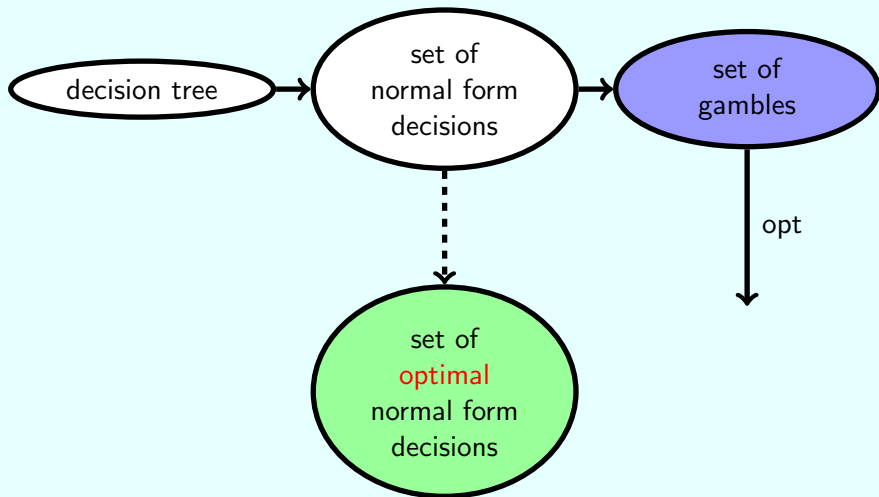 decision tree
set of
normal form
decisions
set of
gambles
opt
set of
optimal
normal form
decisions